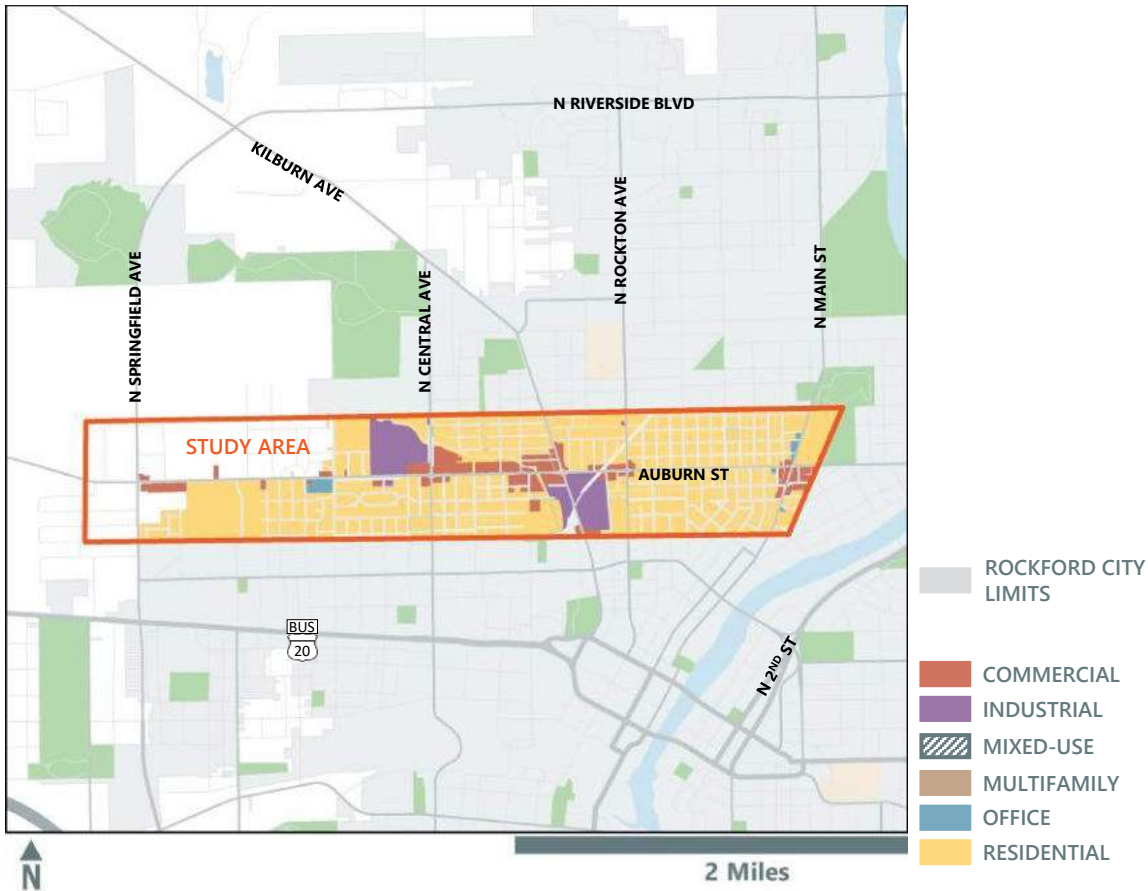 N RIVERSIDE BLVD
KILBURN AVE
N ROCKTON AVE
N SPRINGFIELD AVE
N CENTRAL AVE
N MAIN ST
STUDY AREA
AUBURN ST
BUS
20
N 2ND ST
ROCKFORD CITY
LIMITS
COMMERCIAL
INDUSTRIAL
MIXED-USE
MULTIFAMILY
OFFICE
RESIDENTIAL
N
2 Miles